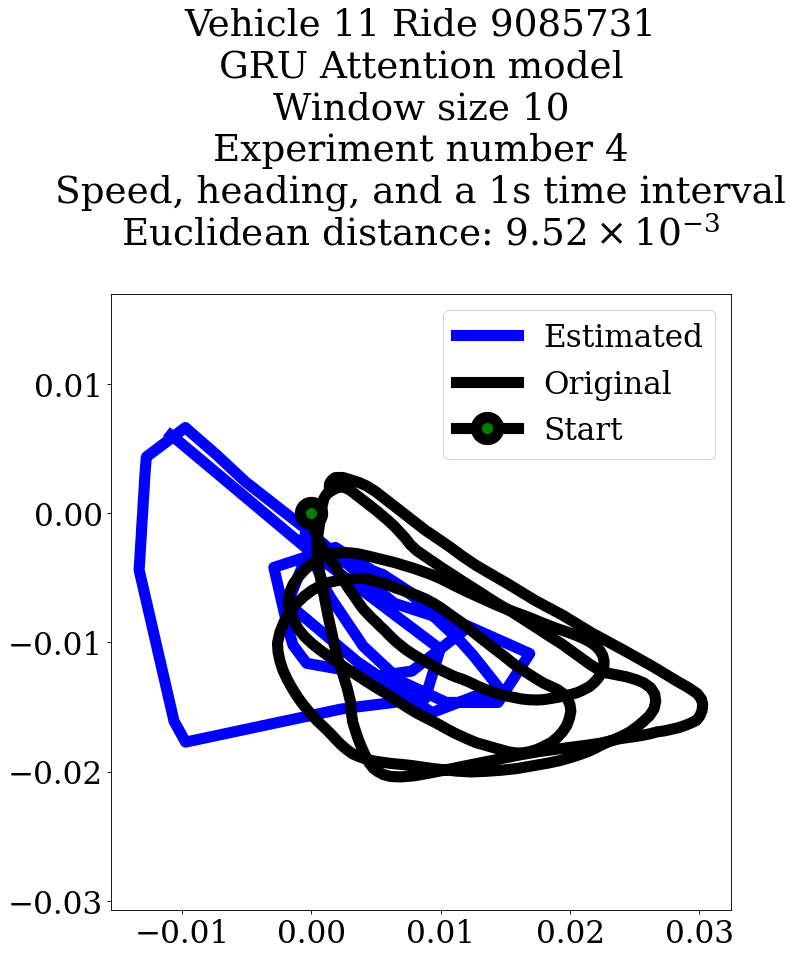 Vehicle 11 Ride 9085731
GRU Attention model
Window size 10
Experiment number 4
Speed, heading, and a 1s time interval
Euclidean distance: 9.52 × 10⁻³
Estimated
Original
Start
0.01
0.00
−0.01
−0.02
−0.03
−0.01 0.00 0.01 0.02 0.03